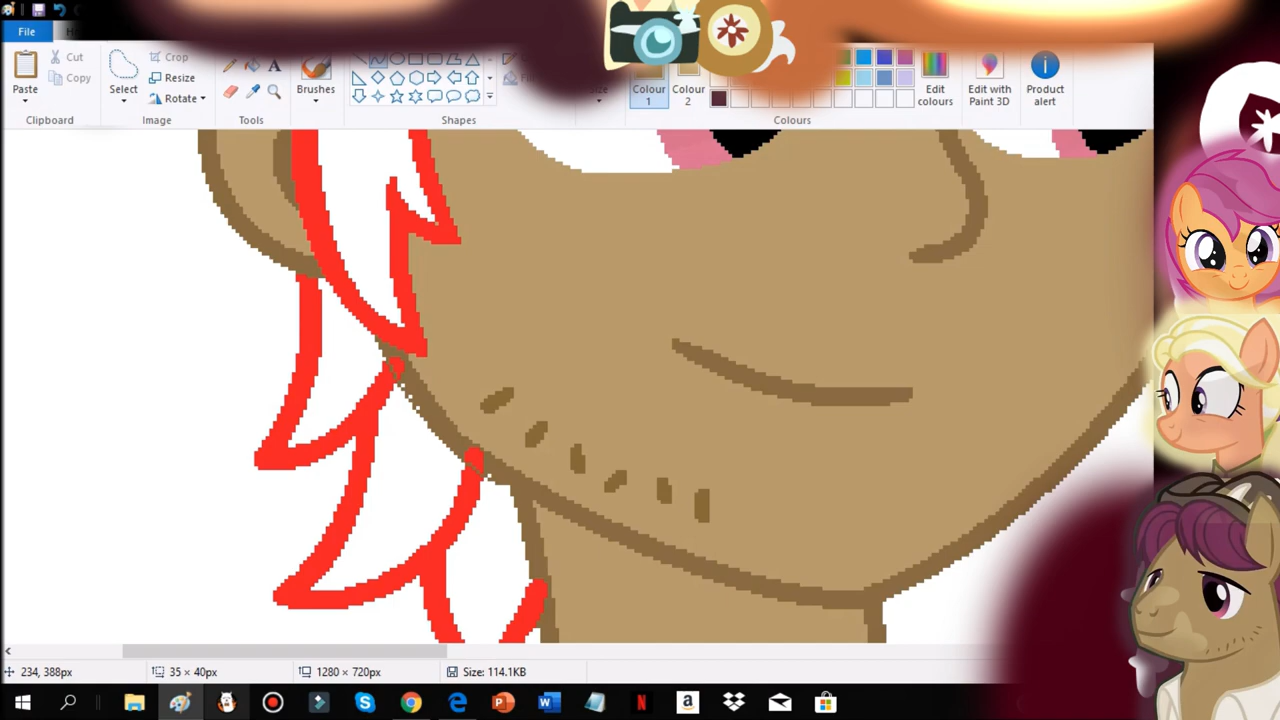 File
Cut
Copy
Paste
Clipboard
Crop
Resize
Rotate
Select
Image
A
Tools
Brushes
Shapes
Colour
1
Colour
2
Edit
colours
Edit with
Paint 3D
Product
alert
Colours
234, 388px
35 × 40px
1280 × 720px
Size: 114.1KB